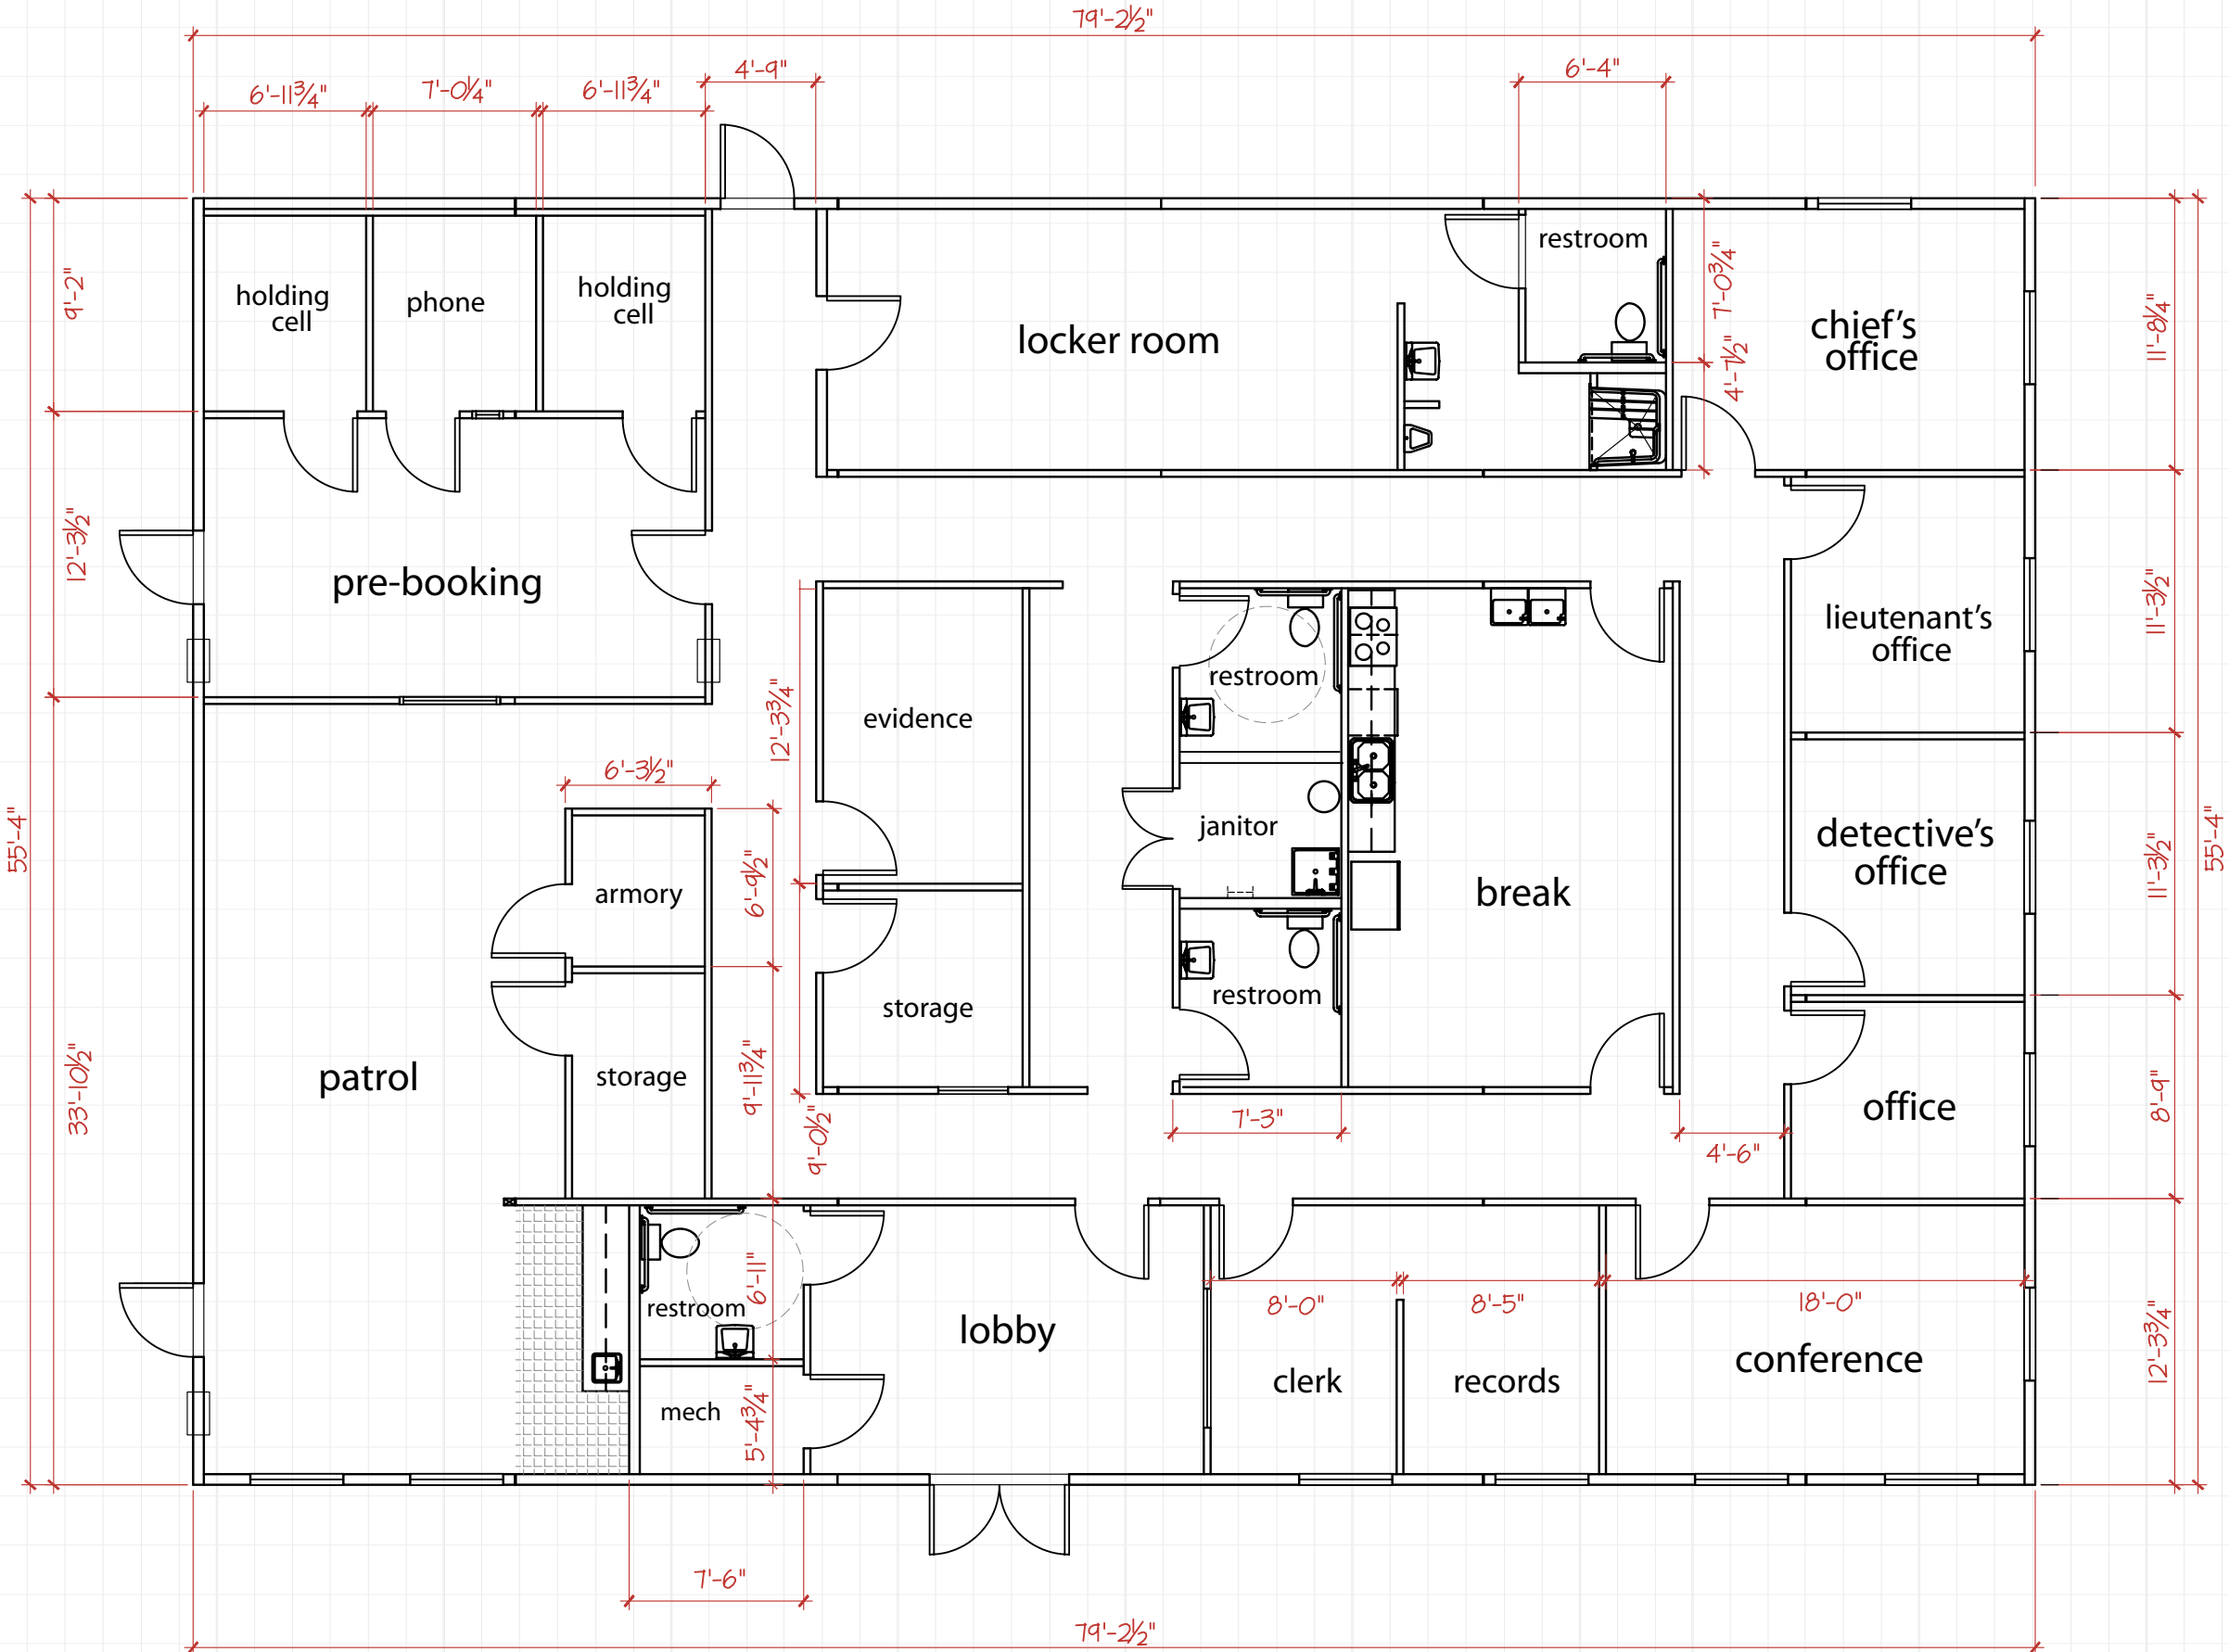 79'-2½"
4'-9"
6'-4"
6'-11¾"
7'-0¼"
6'-11¾"
restroom
holding
cell
phone
holding
cell
locker room
chief's
office
9'-2"
7'-0¾"
4'-7½"
11'-8¼"
12'-3½"
pre-booking
lieutenant's
office
11'-3½"
restroom
evidence
12'-3¾"
6'-3½"
janitor
detective's
office
11'-3½"
55'-4"
55'-4"
armory
6'-9½"
break
storage
restroom
patrol
storage
33'-10½"
9'-11¾"
9'-0½"
7'-3"
4'-6"
office
8'-9"
restroom
6'-11"
lobby
8'-0"
8'-5"
18'-0"
12'-3¾"
clerk
records
conference
mech
5'-4¾"
7'-6"
79'-2½"